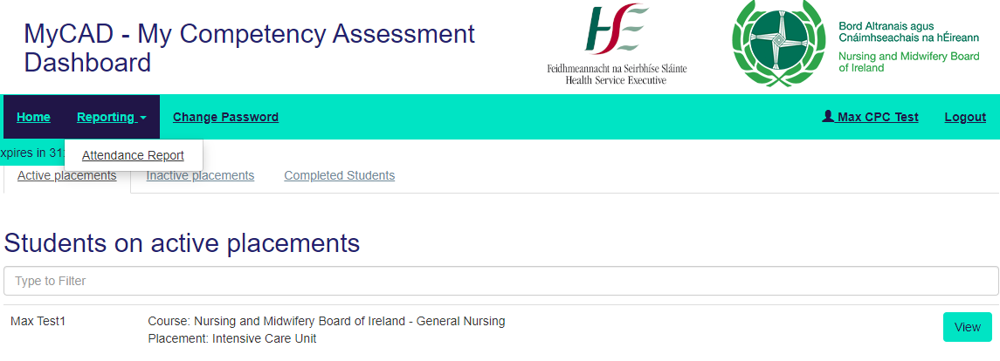 MyCAD - My Competency Assessment
Dashboard
Feidhmeannacht na Seirbhíse Sláinte
Health Service Executive
Bord Altranais agus
Cnáimhseachais na hÉireann
Nursing and Midwifery Board
of Ireland
Home Reporting Change Password Max CPC Test Logout
xpires in 31
Attendance Report
Active placements Inactive placements Completed Students
Students on active placements
Type to Filter
Max Test1 Course: Nursing and Midwifery Board of Ireland - General Nursing
Placement: Intensive Care Unit
View